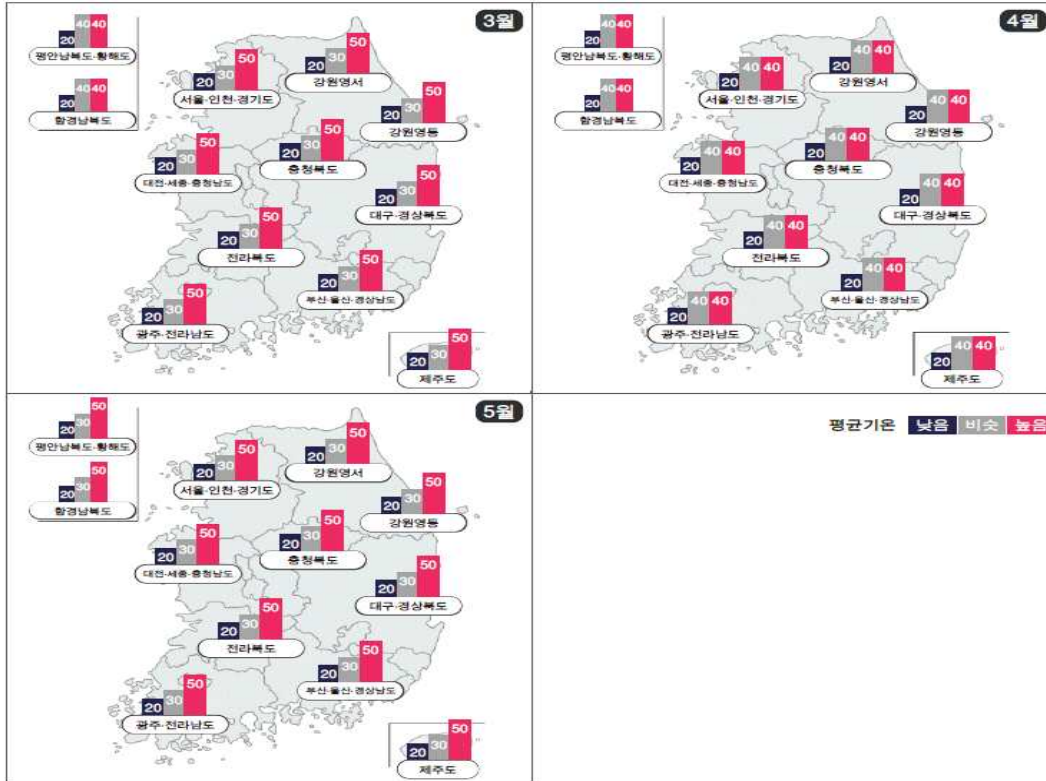 3월
20 40 40
평안남북도·황해도
20 40 40
함경남북도
20 30 50
서울·인천·경기도
20 30 50
강원영서
20 30 50
강원영동
20 30 50
대전·세종·충청남도
20 30 50
충청북도
20 30 50
대구·경상북도
20 30 50
전라북도
20 30 50
부산·울산·경상남도
20 30 50
광주·전라남도
20 30 50
제주도
4월
20 40 40
평안남북도·황해도
20 40 40
함경남북도
20 40 40
서울·인천·경기도
20 40 40
강원영서
20 40 40
강원영동
20 40 40
대전·세종·충청남도
20 40 40
충청북도
20 40 40
대구·경상북도
20 40 40
전라북도
20 40 40
부산·울산·경상남도
20 40 40
광주·전라남도
20 40 40
제주도
5월
20 30 50
평안남북도·황해도
20 30 50
함경남북도
20 30 50
서울·인천·경기도
20 30 50
강원영서
20 30 50
강원영동
20 30 50
대전·세종·충청남도
20 30 50
충청북도
20 30 50
대구·경상북도
20 30 50
전라북도
20 30 50
부산·울산·경상남도
20 30 50
광주·전라남도
20 30 50
제주도
평균기온 낮음 비슷 높음